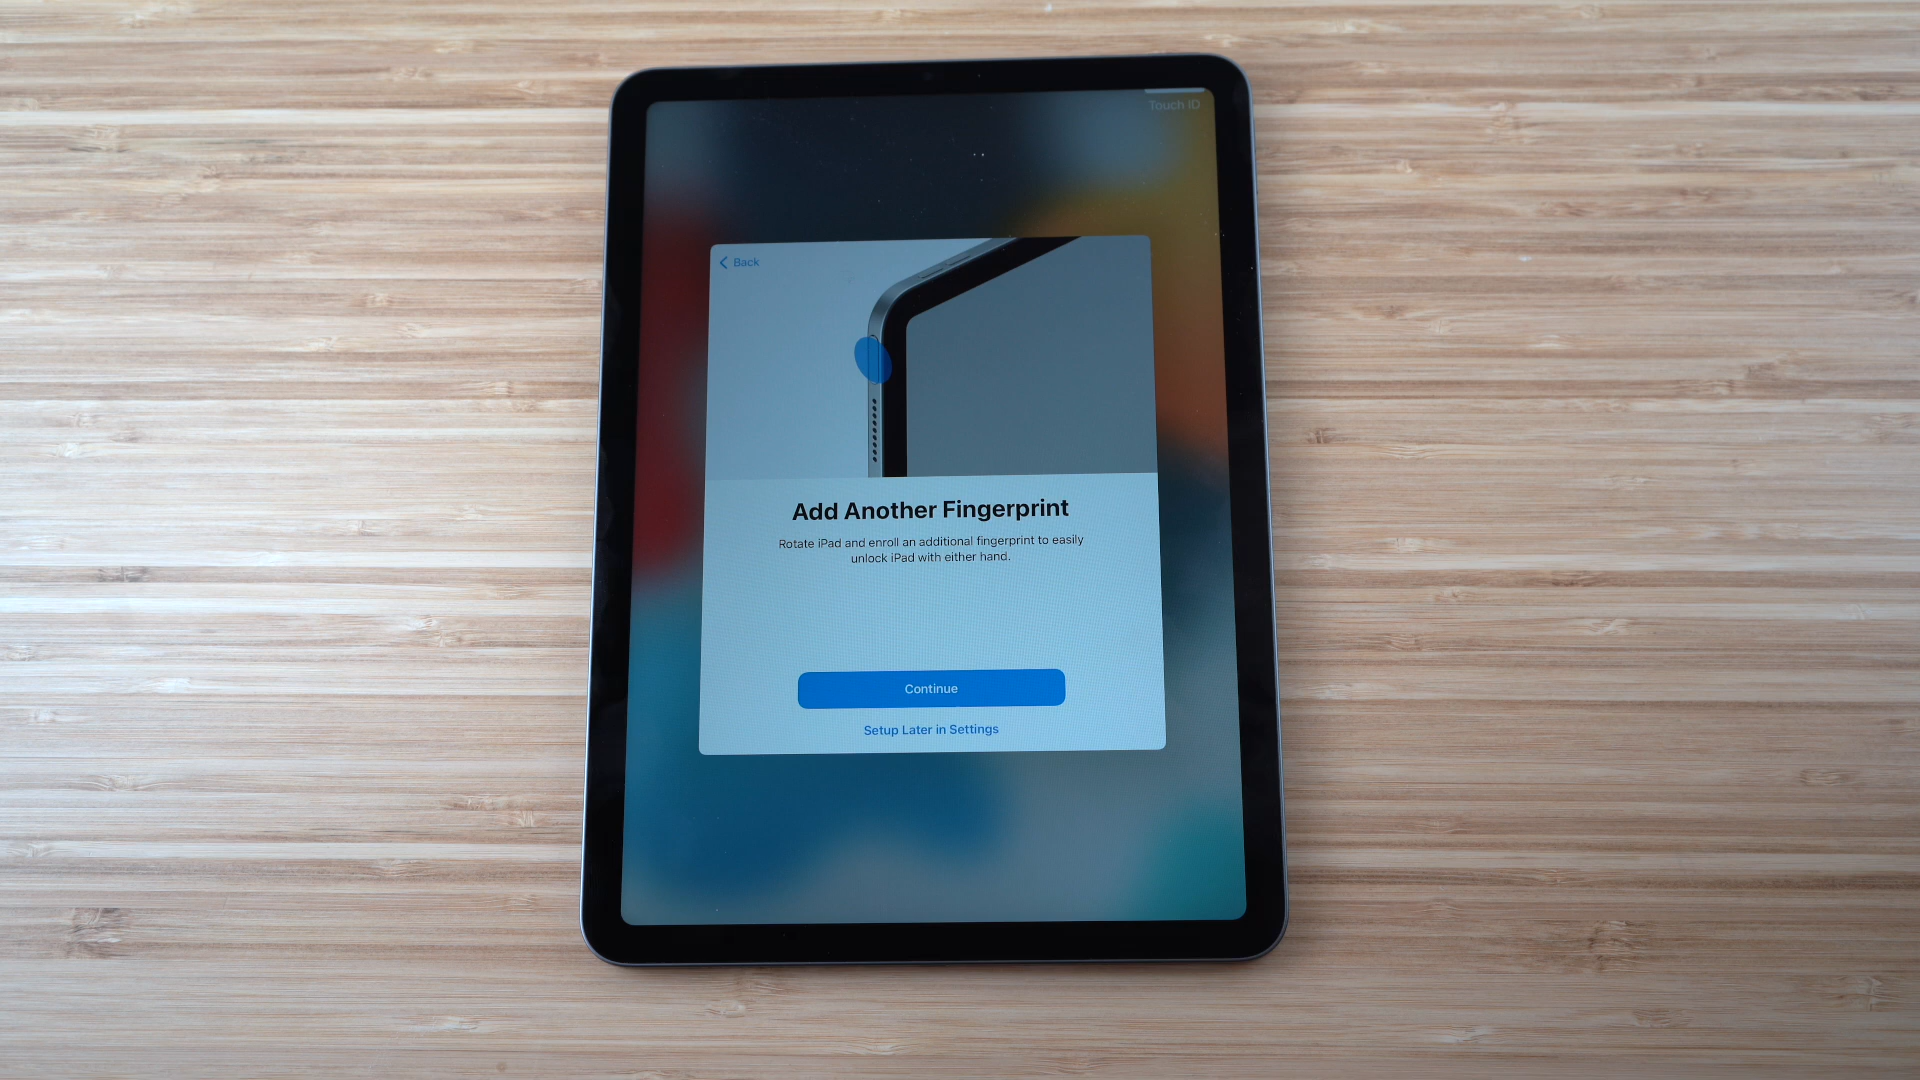 Touch ID
Back
Add Another Fingerprint
Rotate iPad and enroll an additional fingerprint to easily
unlock iPad with either hand.
Continue
Setup Later in Settings